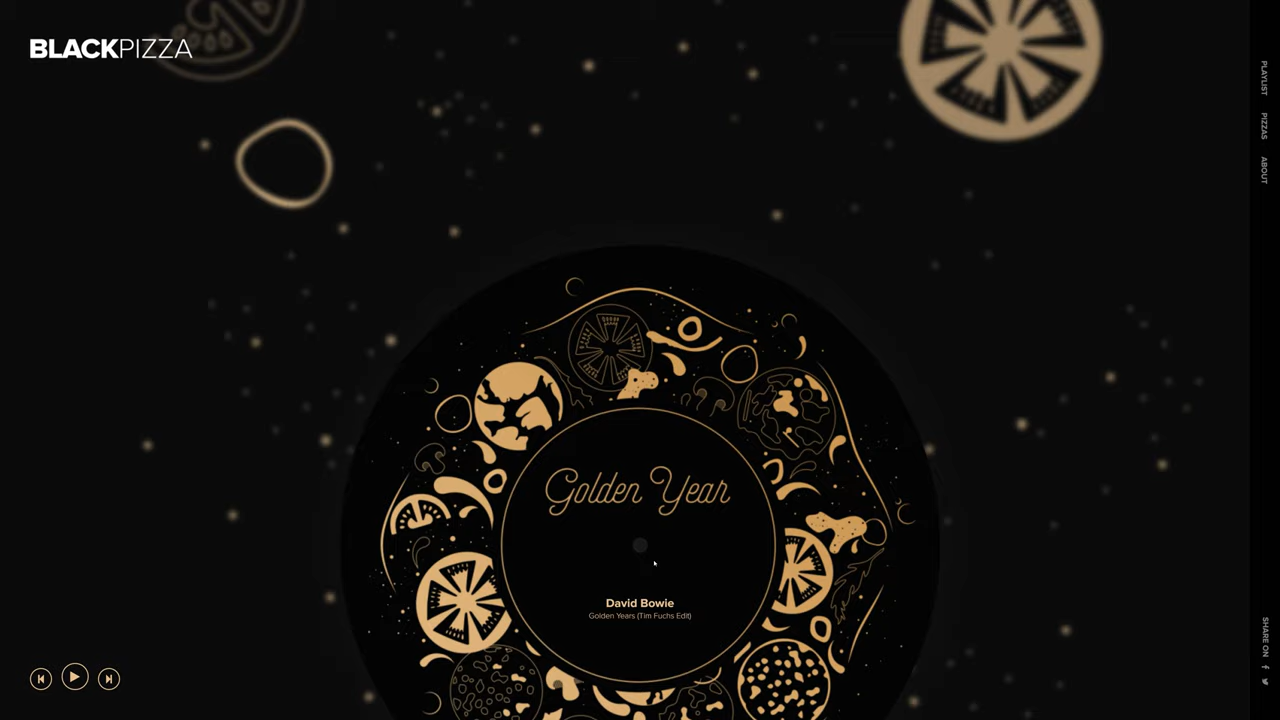 BLACKPIZZA
PLAYLIST
PIZZAS
ABOUT
Golden Year
David Bowie
Golden Years (Tim Fuchs Edit)
SHARE ON